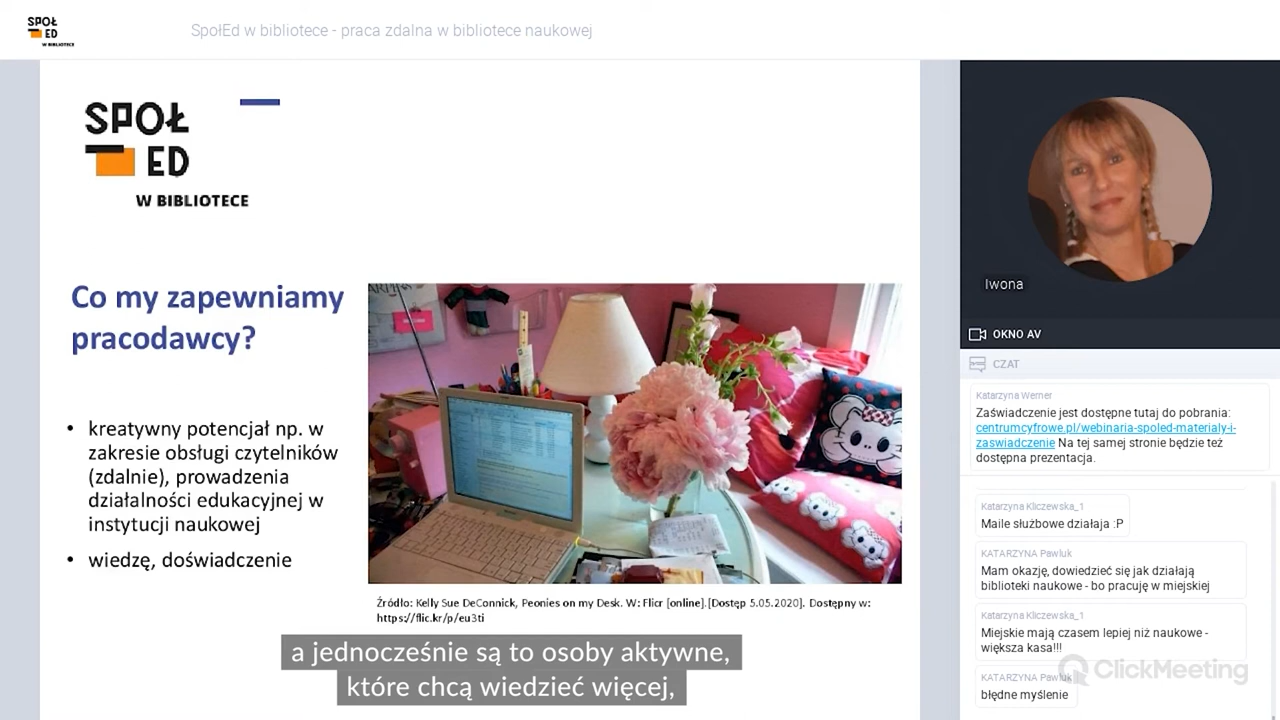 SPOŁ
ED
W BIBLIOTECE
SpołEd w bibliotece - praca zdalna w bibliotece naukowej
SPOŁ
ED
W BIBLIOTECE
Co my zapewniamy
pracodawcy?
• kreatywny potencjał np. w
zakresie obsługi czytelników
(zdalnie), prowadzenia
działalności edukacyjnej w
instytucji naukowej
• wiedzę, doświadczenie
Źródło: Kelly Sue DeConnick, Peonies on my Desk. W: Flicr [online].[Dostęp 5.05.2020]. Dostępny w:
https://flic.kr/p/eu3ti
a jednocześnie są to osoby aktywne,
które chcą wiedzieć więcej,
Iwona
OKNO AV
CZAT
Katarzyna Werner
Zaświadczenie jest dostępne tutaj do pobrania:
centrumcyfrowe.pl/webinaria-spoled-materialy-i-
zaswiadczenie Na tej samej stronie będzie też
dostępna prezentacja.
Katarzyna Kliczewska_1
Maile służbowe działaja :P
KATARZYNA Pawluk
Mam okazję, dowiedzieć się jak działają
biblioteki naukowe - bo pracuję w miejskiej
Katarzyna Kliczewska_1
Miejskie mają czasem lepiej niż naukowe -
większa kasa!!!
KATARZYNA Pawluk
błędne myślenie
ClickMeeting